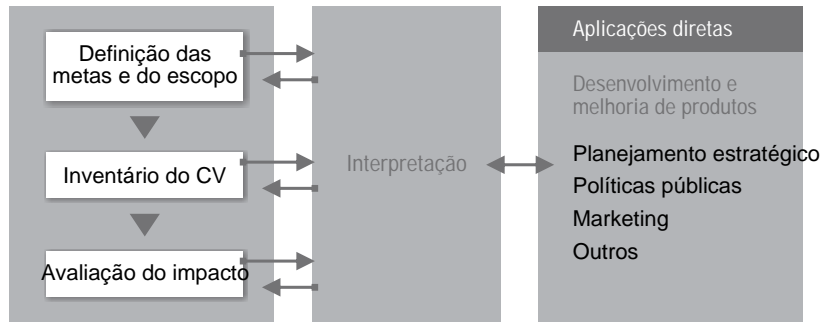 Definição das
metas e do escopo
Inventário do CV
Avaliação do impacto
Interpretação
Aplicações diretas
Desenvolvimento e
melhoria de produtos
Planejamento estratégico
Políticas públicas
Marketing
Outros